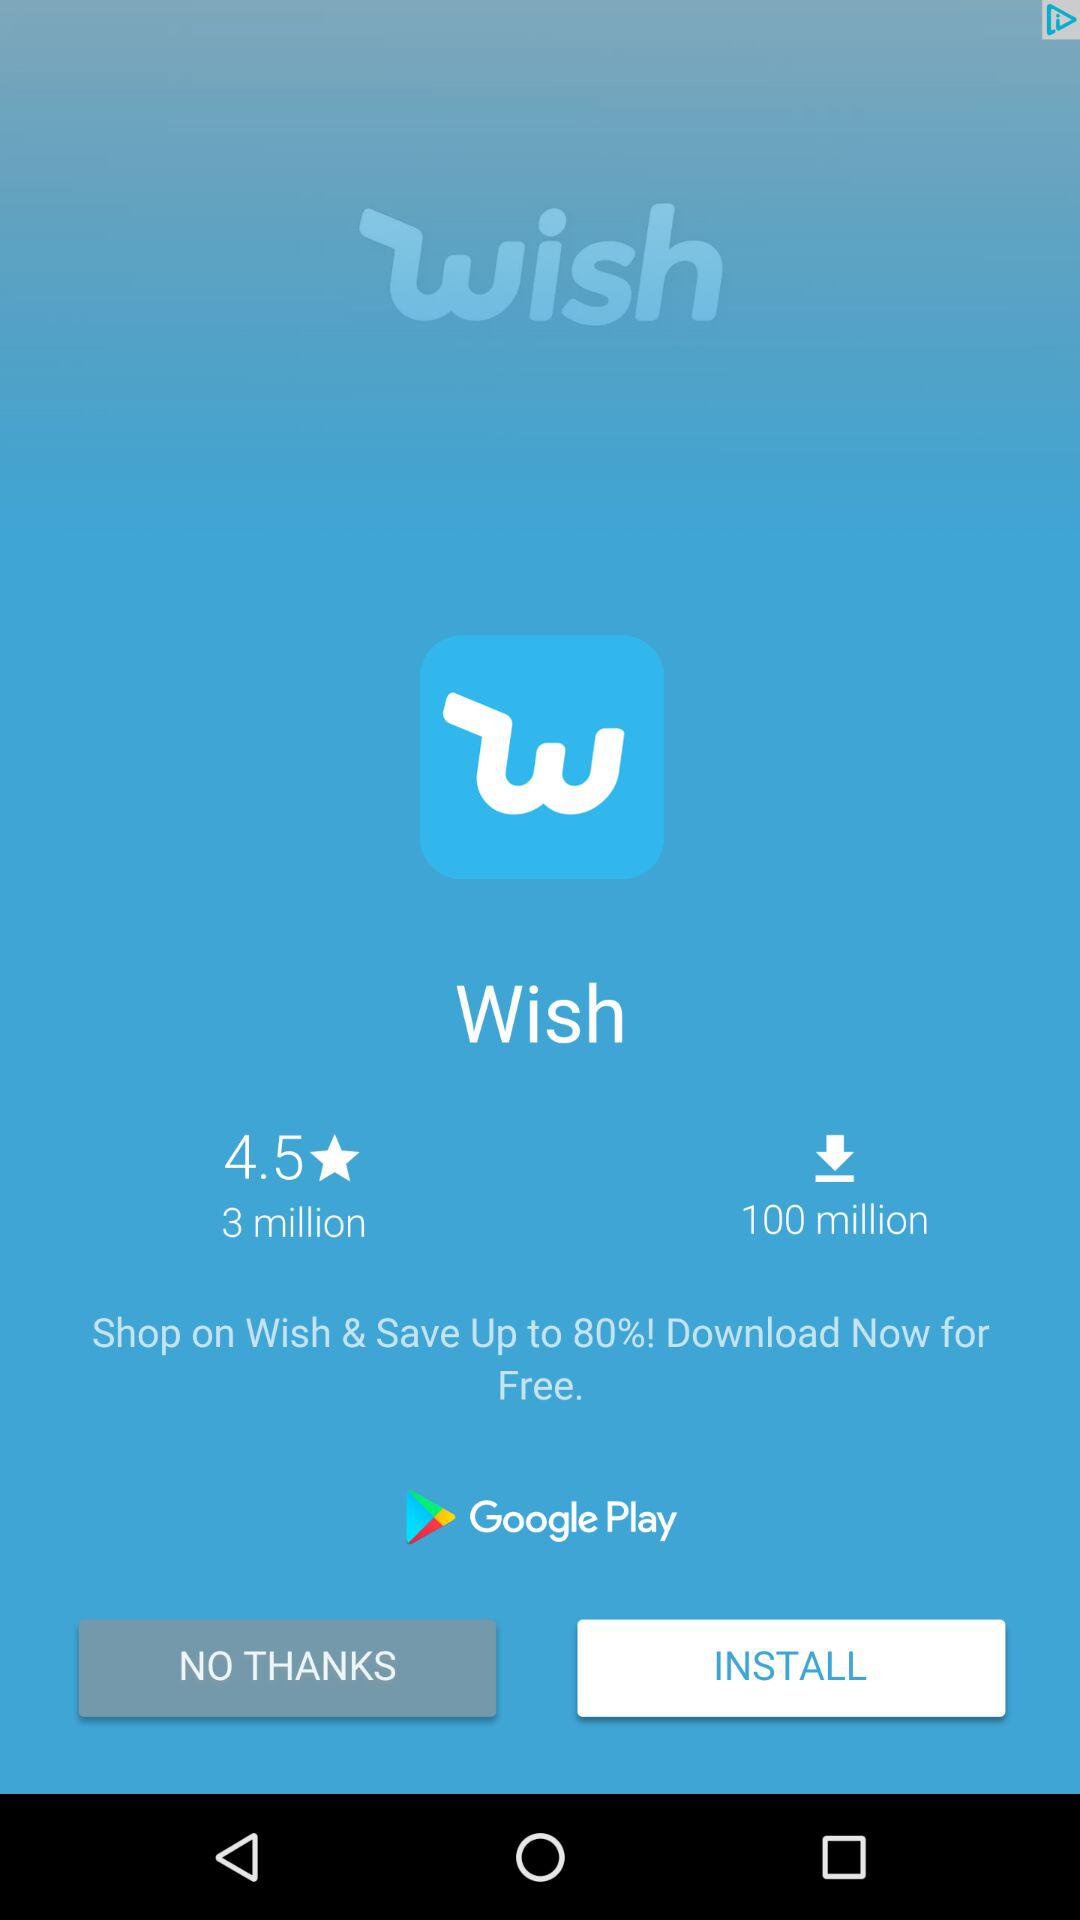 wish
w
Wish
4.5
3 million
100 million
Shop on Wish & Save Up to 80%! Download Now for
Free.
Google Play
NO THANKS
INSTALL